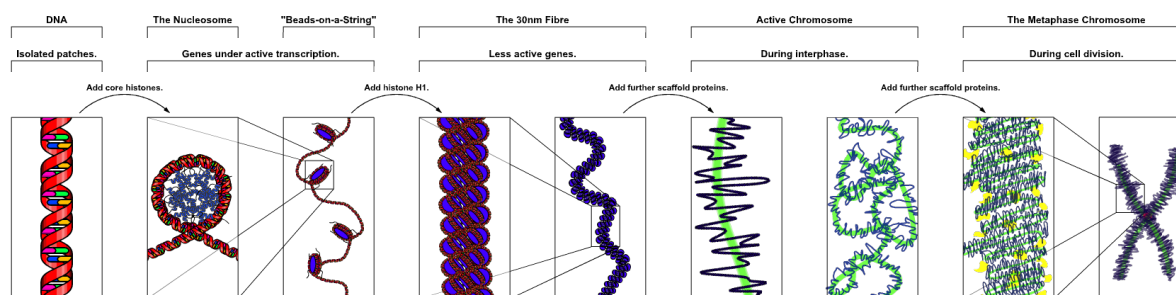 DNA
The Nucleosome
"Beads-on-a-String"
The 30nm Fibre
Active Chromosome
The Metaphase Chromosome
Isolated patches.
Genes under active transcription.
Less active genes.
During interphase.
During cell division.
Add core histones.
Add histone H1.
Add further scaffold proteins.
Add further scaffold proteins.